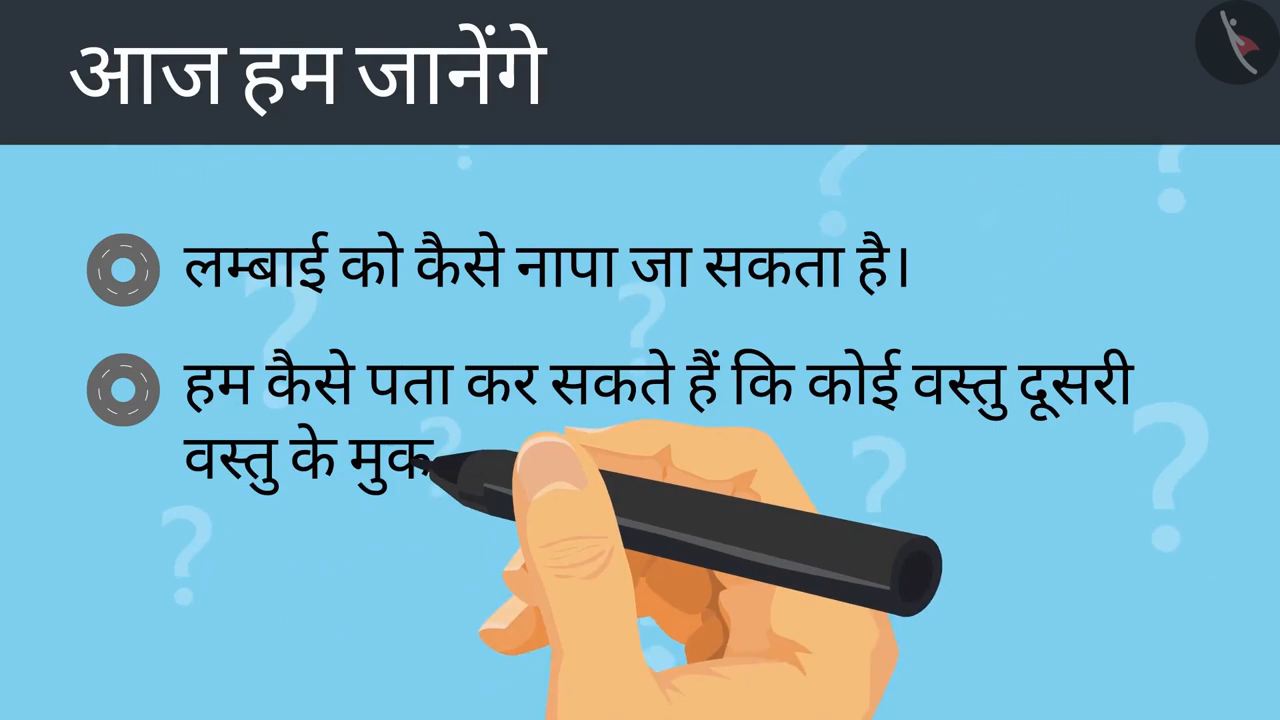 आज हम जानेंगे
लम्बाई को कैसे नापा जा सकता है।
हम कैसे पता कर सकते हैं कि कोई वस्तु दूसरी
वस्तु के मुक